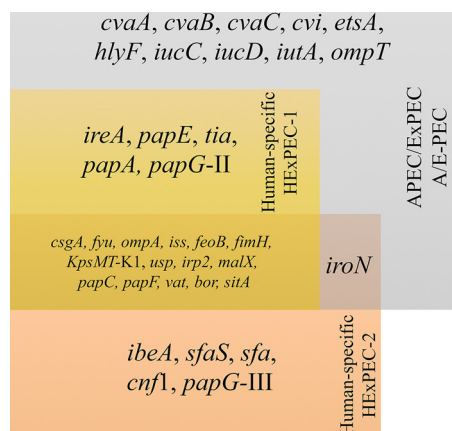 cvaA, cvaB, cvaC, cvi, etsA,
hlyF, iucC, iucD, iutA, ompT
ireA, papE, tia,
papA, papG-II
Human-specific
HExPEC-1
APEC/ExPEC
A/E-PEC
csgA, fyu, ompA, iss, feoB, fimH,
KpsMT-K1, usp, irp2, malX,
papC, papF, vat, bor, sitA
iroN
ibeA, sfaS, sfa,
cnf1, papG-III
Human-specific
HExPEC-2